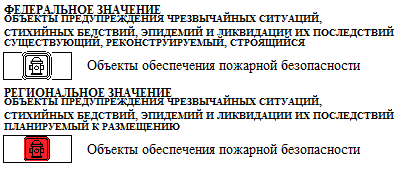 ФЕДЕРАЛЬНОЕ ЗНАЧЕНИЕ
ОБЪЕКТЫ ПРЕДУПРЕЖДЕНИЯ ЧРЕЗВЫЧАЙНЫХ СИТУАЦИЙ,
СТИХИЙНЫХ БЕДСТВИЙ, ЭПИДЕМИЙ И ЛИКВИДАЦИИ ИХ ПОСЛЕДСТВИЙ
СУЩЕСТВУЮЩИЙ, РЕКОНСТРУИРУЕМЫЙ, СТРОЯЩИЙСЯ
Объекты обеспечения пожарной безопасности
РЕГИОНАЛЬНОЕ ЗНАЧЕНИЕ
ОБЪЕКТЫ ПРЕДУПРЕЖДЕНИЯ ЧРЕЗВЫЧАЙНЫХ СИТУАЦИЙ,
СТИХИЙНЫХ БЕДСТВИЙ, ЭПИДЕМИЙ И ЛИКВИДАЦИИ ИХ ПОСЛЕДСТВИЙ
ПЛАНИРУЕМЫЙ К РАЗМЕЩЕНИЮ
Объекты обеспечения пожарной безопасности